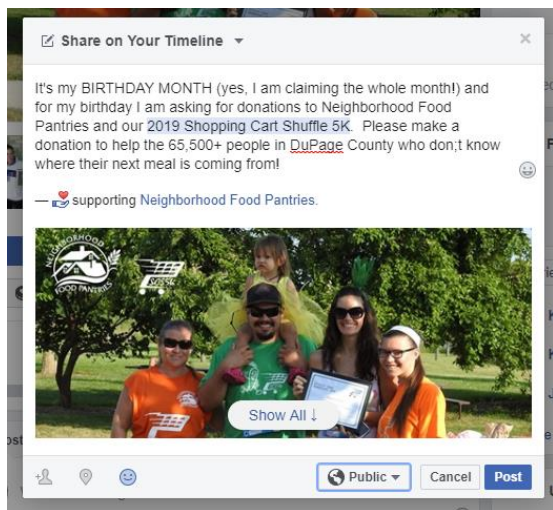 Share on Your Timeline
It's my BIRTHDAY MONTH (yes, I am claiming the whole month!) and
for my birthday I am asking for donations to Neighborhood Food
Pantries and our 2019 Shopping Cart Shuffle 5K. Please make a
donation to help the 65,500+ people in DuPage County who don;t know
where their next meal is coming from!
— supporting Neighborhood Food Pantries.
NEIGHBORHOOD
FOOD PANTRIES
Show All ↓
Public
Cancel
Post